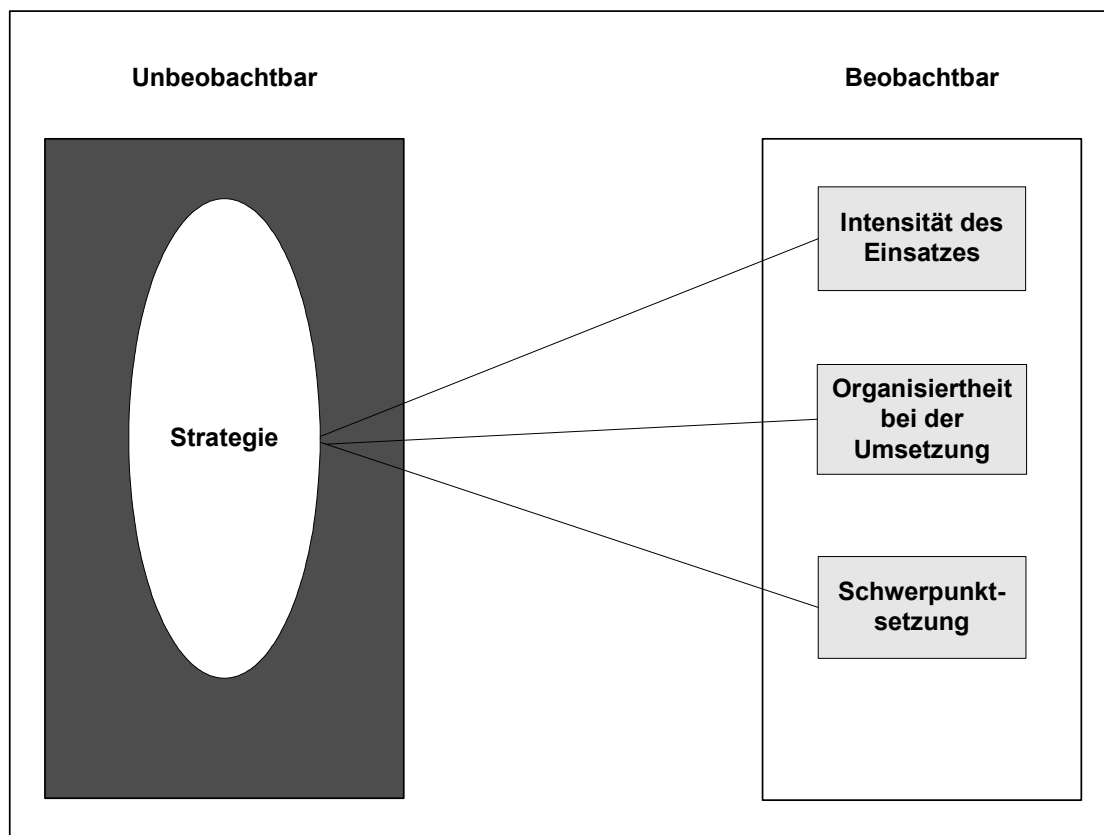 Unbeobachtbar
Beobachtbar
Strategie
Intensität des
Einsatzes
Organisiertheit
bei der
Umsetzung
Schwerpunkt-
setzung